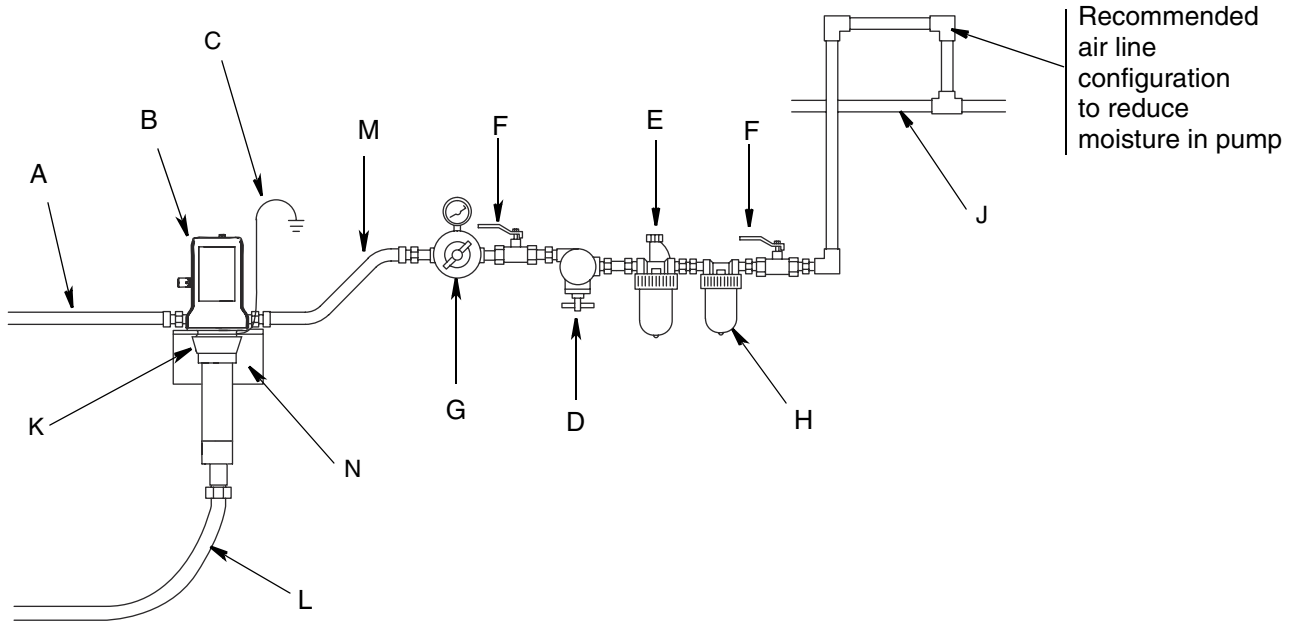 Recommended
air line
configuration
to reduce
moisture in pump
C
B
M
F
E
F
A
J
G
D
H
K
N
L